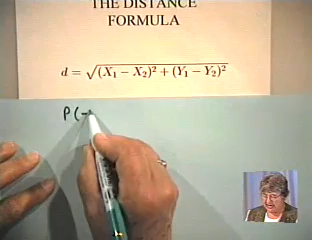 THE DISTANCE
FORMULA
d = √(X₁ − X₂)² + (Y₁ − Y₂)²
P(-